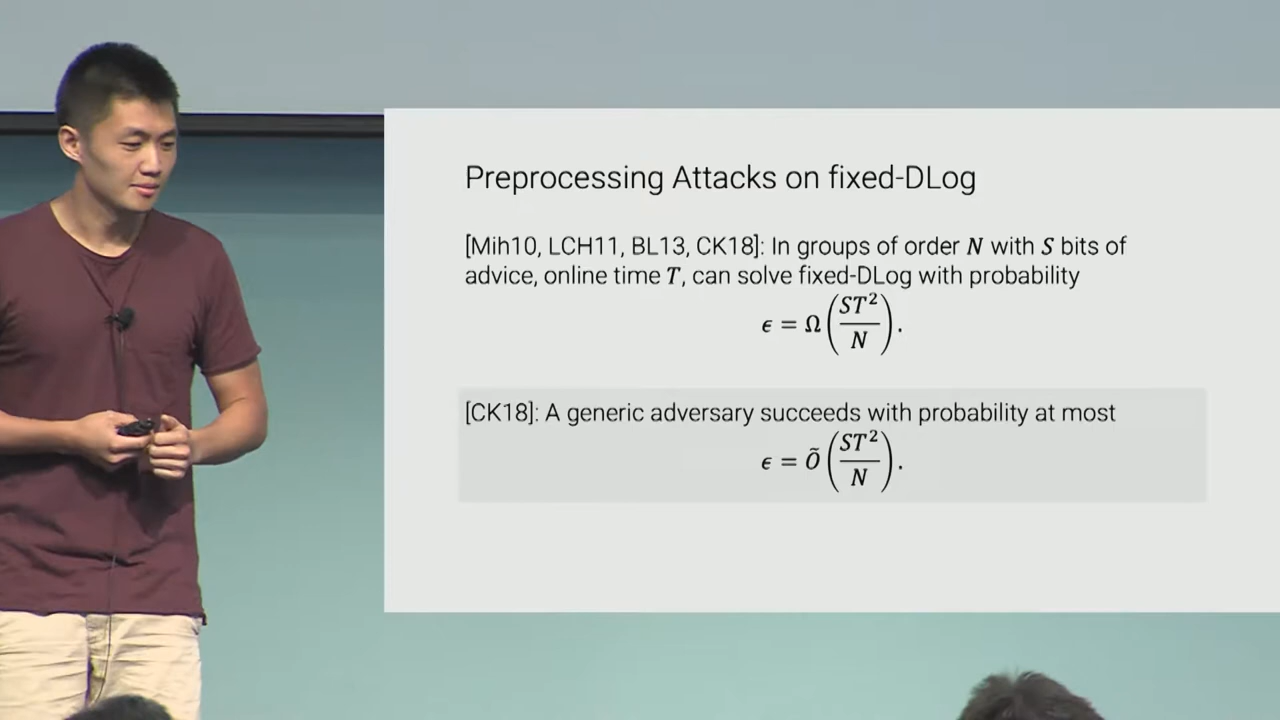 Preprocessing Attacks on fixed-DLog
[Mih10, LCH11, BL13, CK18]: In groups of order N with S bits of
advice, online time T, can solve fixed-DLog with probability
ϵ = Ω(ST²/N).
[CK18]: A generic adversary succeeds with probability at most
ϵ = Õ(ST²/N).